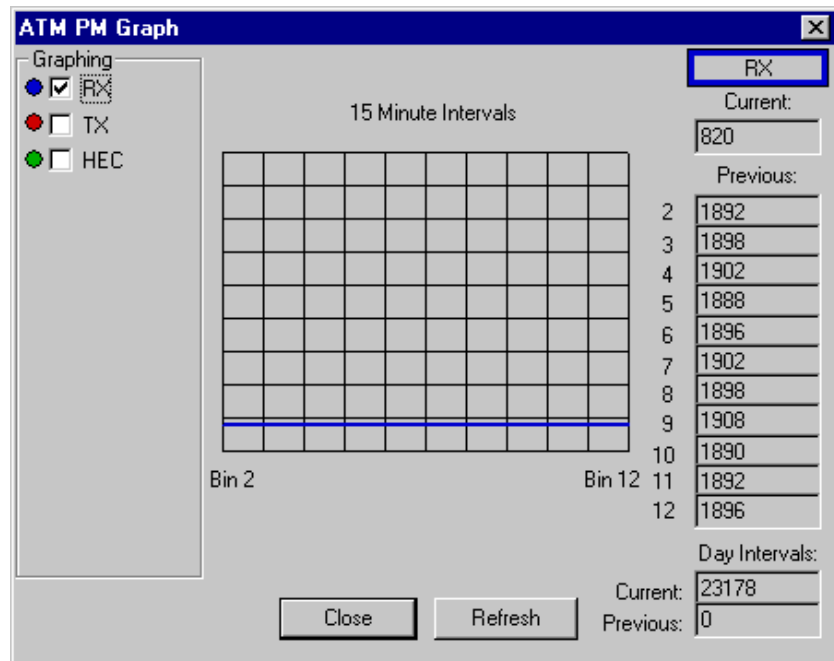 ATM PM Graph
Graphing
RX
TX
HEC
15 Minute Intervals
Bin 2
Bin 12
RX
Current:
820
Previous:
2 1892
3 1898
4 1902
5 1888
6 1896
7 1902
8 1898
9 1908
10 1890
11 1892
12 1896
Day Intervals:
Current: 23178
Previous: 0
Close
Refresh